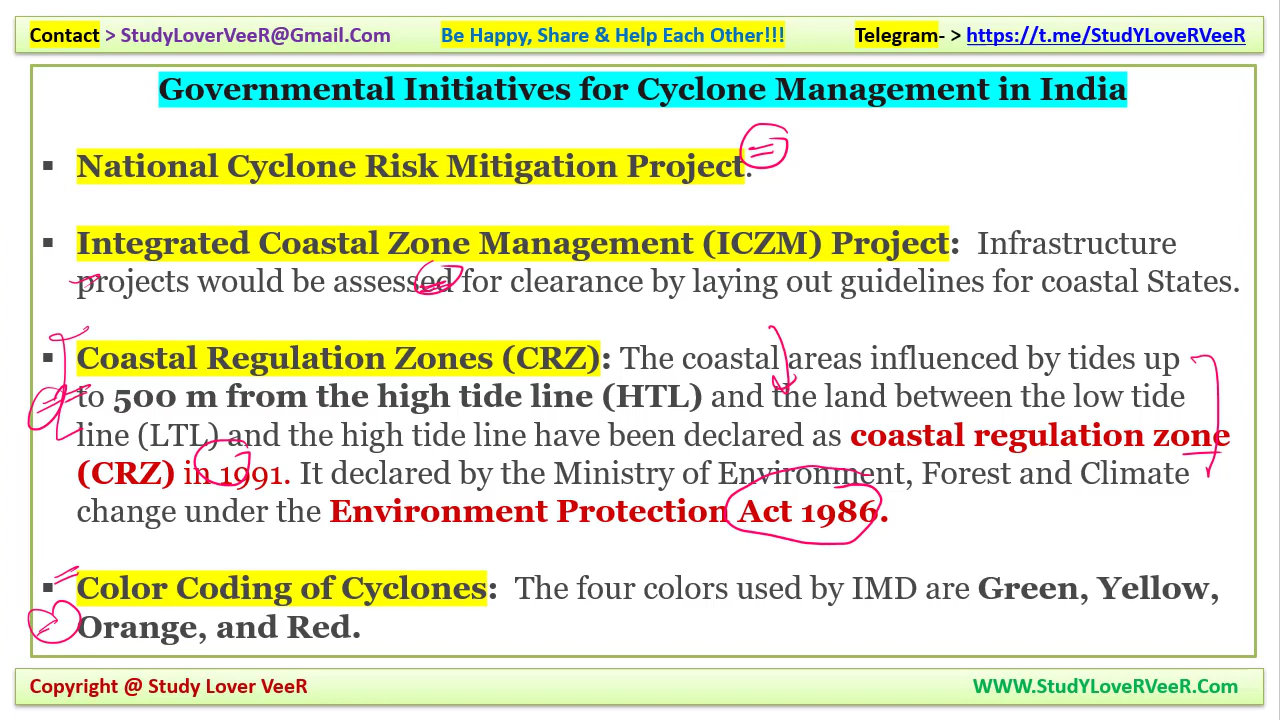 Contact > StudyLoverVeeR@Gmail.Com Be Happy, Share & Help Each Other!!! Telegram- > https://t.me/StudYLoveRVeeR
Governmental Initiatives for Cyclone Management in India
▪ National Cyclone Risk Mitigation Project.
▪ Integrated Coastal Zone Management (ICZM) Project: Infrastructure
projects would be assessed for clearance by laying out guidelines for coastal States.
▪ Coastal Regulation Zones (CRZ): The coastal areas influenced by tides up
to 500 m from the high tide line (HTL) and the land between the low tide
line (LTL) and the high tide line have been declared as coastal regulation zone
(CRZ) in 1991. It declared by the Ministry of Environment, Forest and Climate
change under the Environment Protection Act 1986.
▪ Color Coding of Cyclones: The four colors used by IMD are Green, Yellow,
Orange, and Red.
Copyright @ Study Lover VeeR WWW.StudYLoveRVeeR.Com